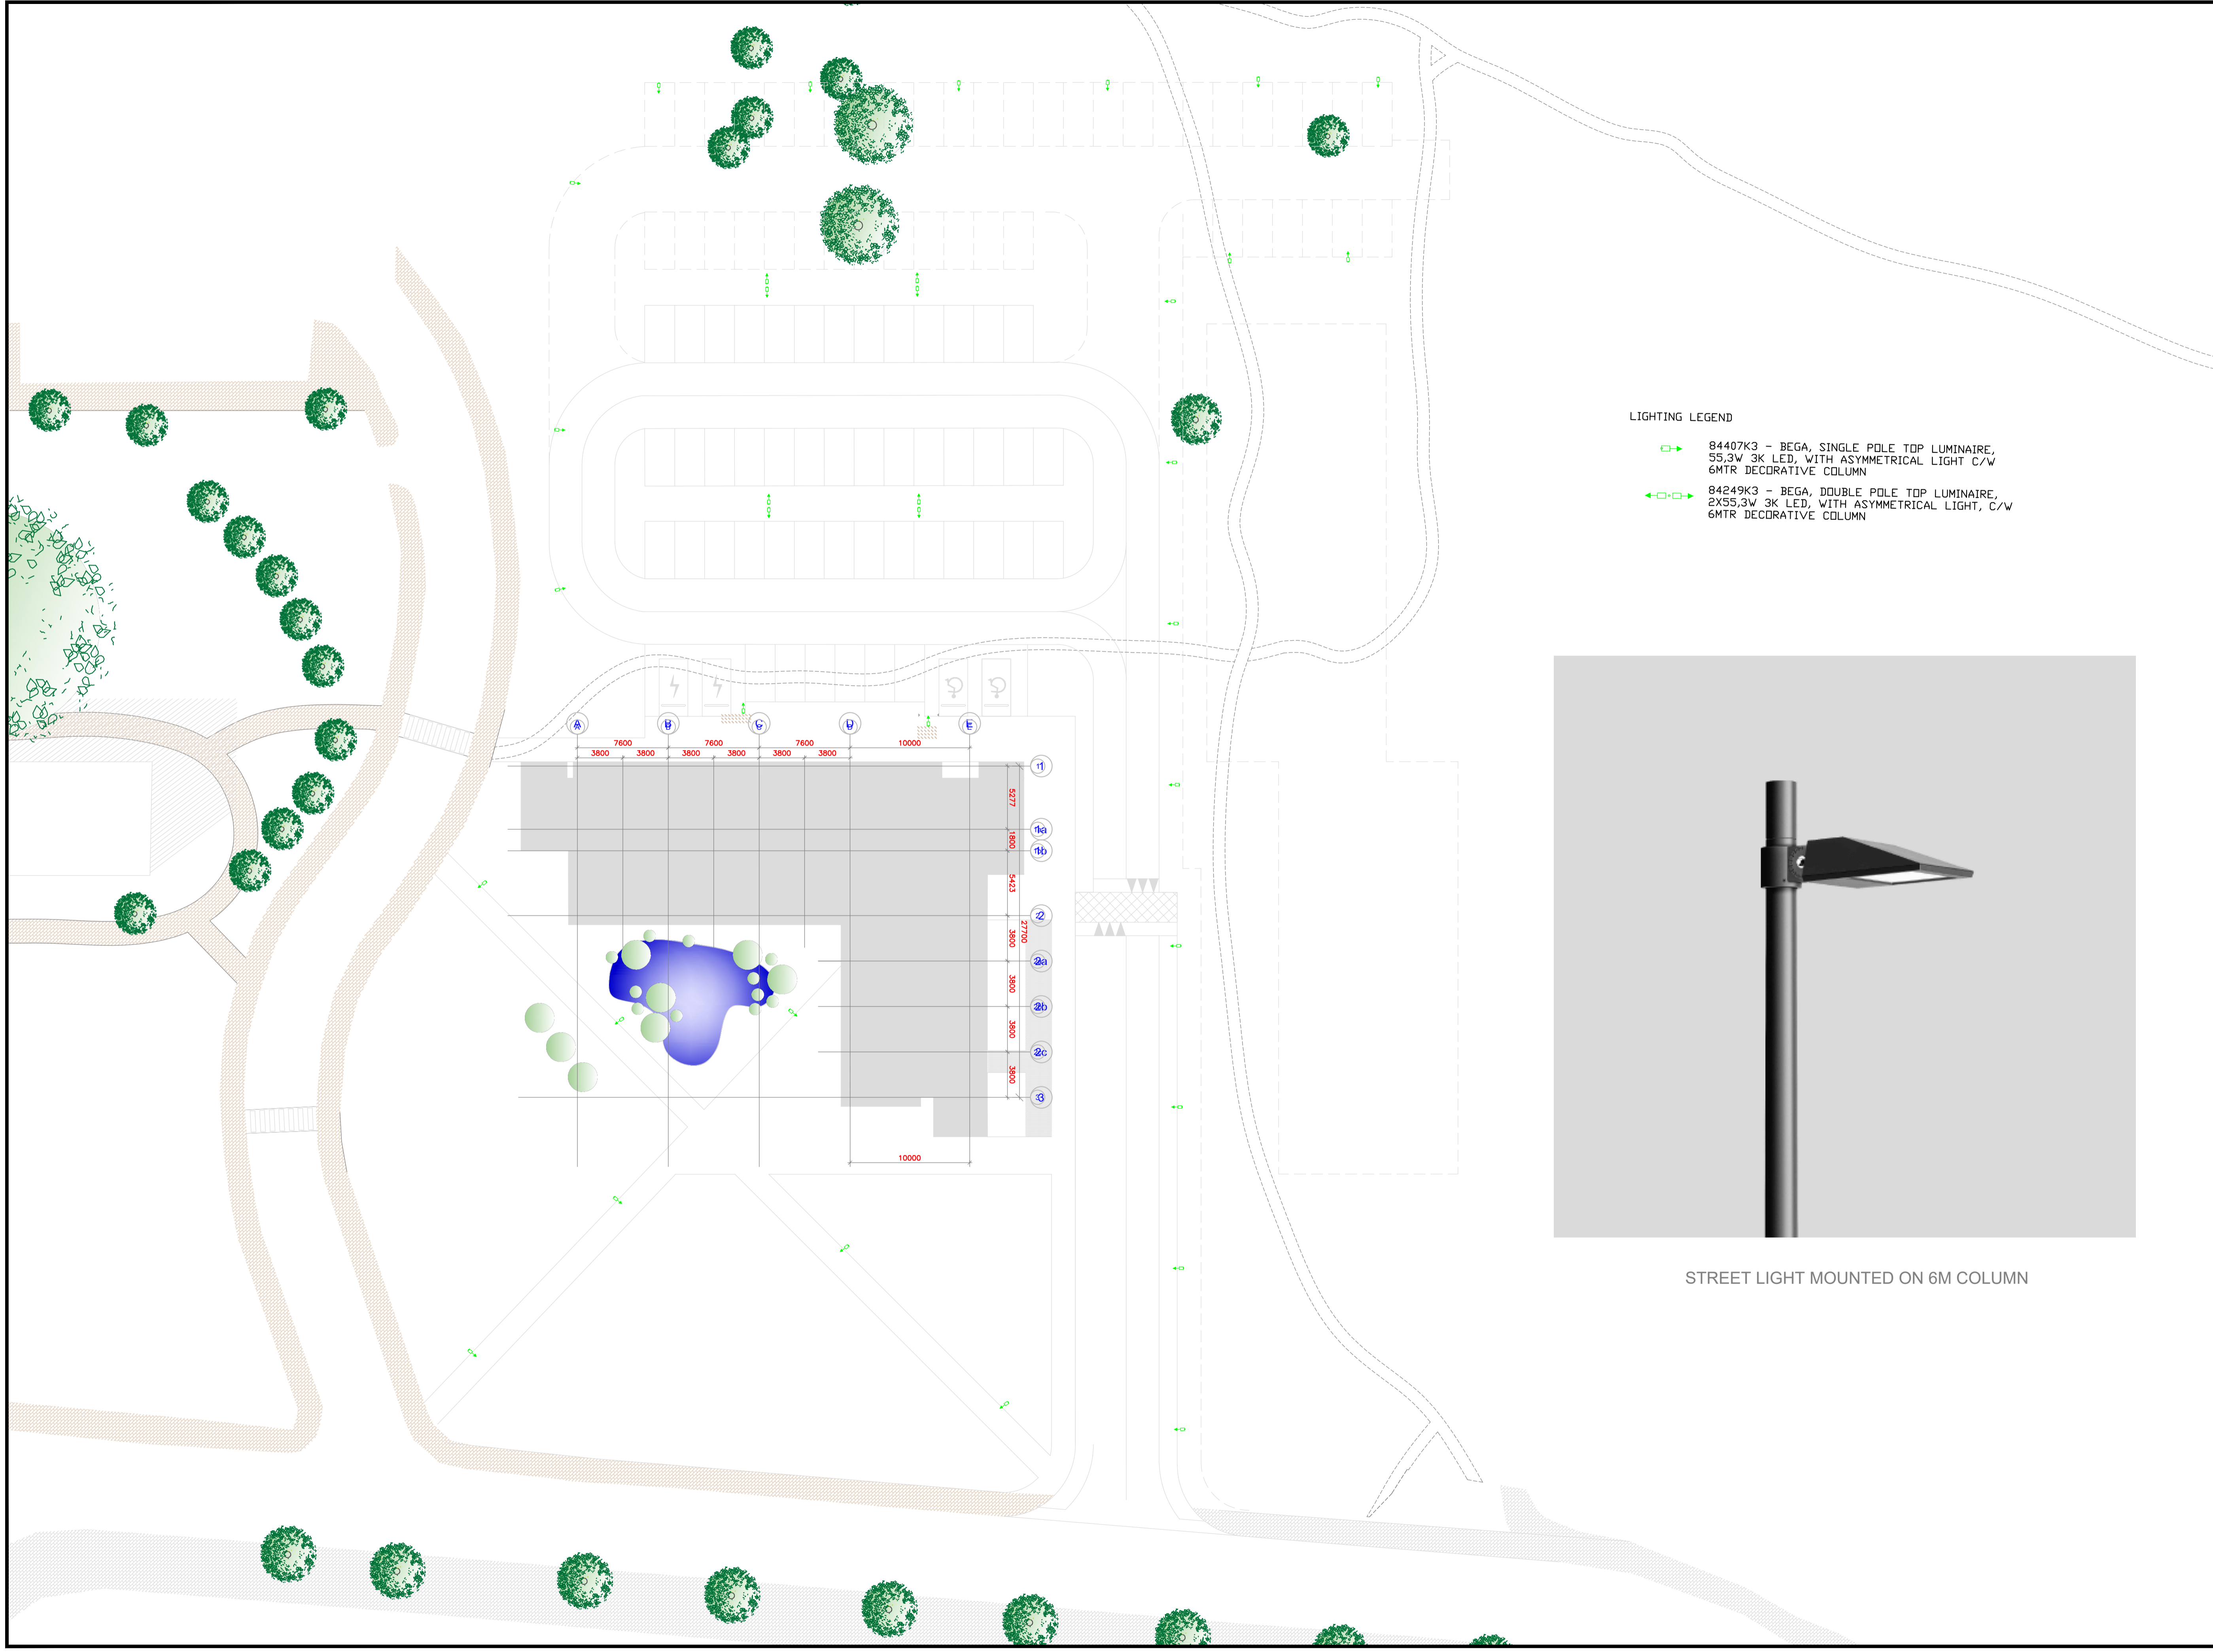 LIGHTING LEGEND
84407K3 - BEGA, SINGLE POLE TOP LUMINAIRE,
55,3W 3K LED, WITH ASYMMETRICAL LIGHT C/W
6MTR DECORATIVE COLUMN
84249K3 - BEGA, DOUBLE POLE TOP LUMINAIRE,
2X55,3W 3K LED, WITH ASYMMETRICAL LIGHT, C/W
6MTR DECORATIVE COLUMN
A B C D E
7600 7600 7600 10000
3800 3800 3800 3800 3800 3800
1
5277
1a
1800
1b
5423
2
27700
3800
2a
3800
2b
3800
2c
3800
3
10000
STREET LIGHT MOUNTED ON 6M COLUMN